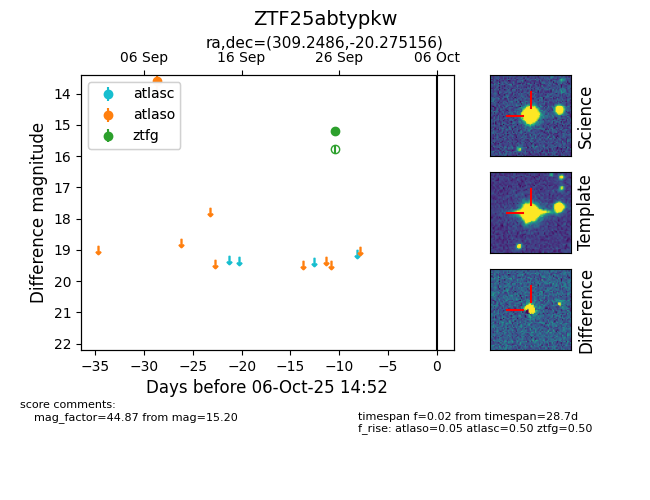 ZTF25abtypkw
ra,dec=(309.2486,-20.275156)
06 Sep 16 Sep 26 Sep 06 Oct
atlasc
atlaso
ztfg
14
15
16
17
18
19
20
21
22
Difference magnitude
−35 −30 −25 −20 −15 −10 −5 0
Days before 06-Oct-25 14:52
Science
Template
Difference
score comments:
mag_factor=44.87 from mag=15.20
timespan f=0.02 from timespan=28.7d
f_rise: atlaso=0.05 atlasc=0.50 ztfg=0.50